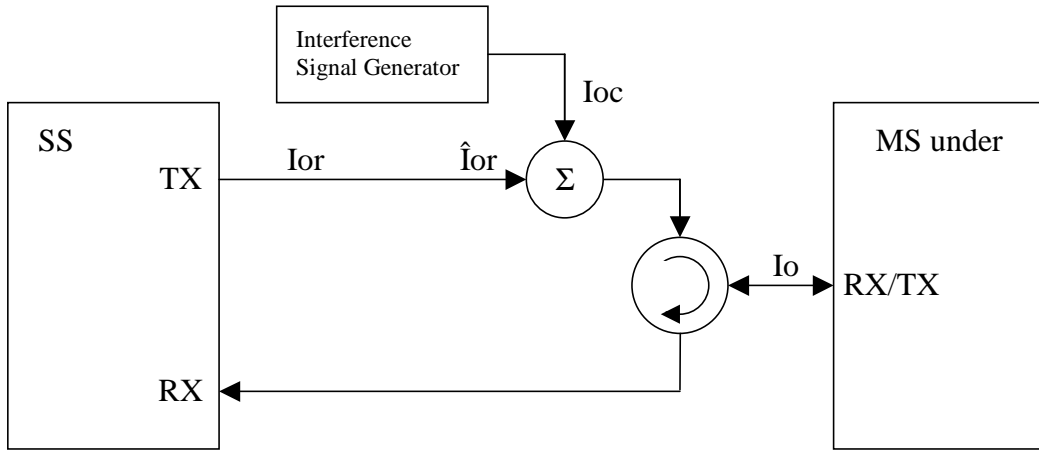 Interference
Signal Generator
Ioc
SS
MS under
TX
Ior
Îor
Σ
Io
RX/TX
RX